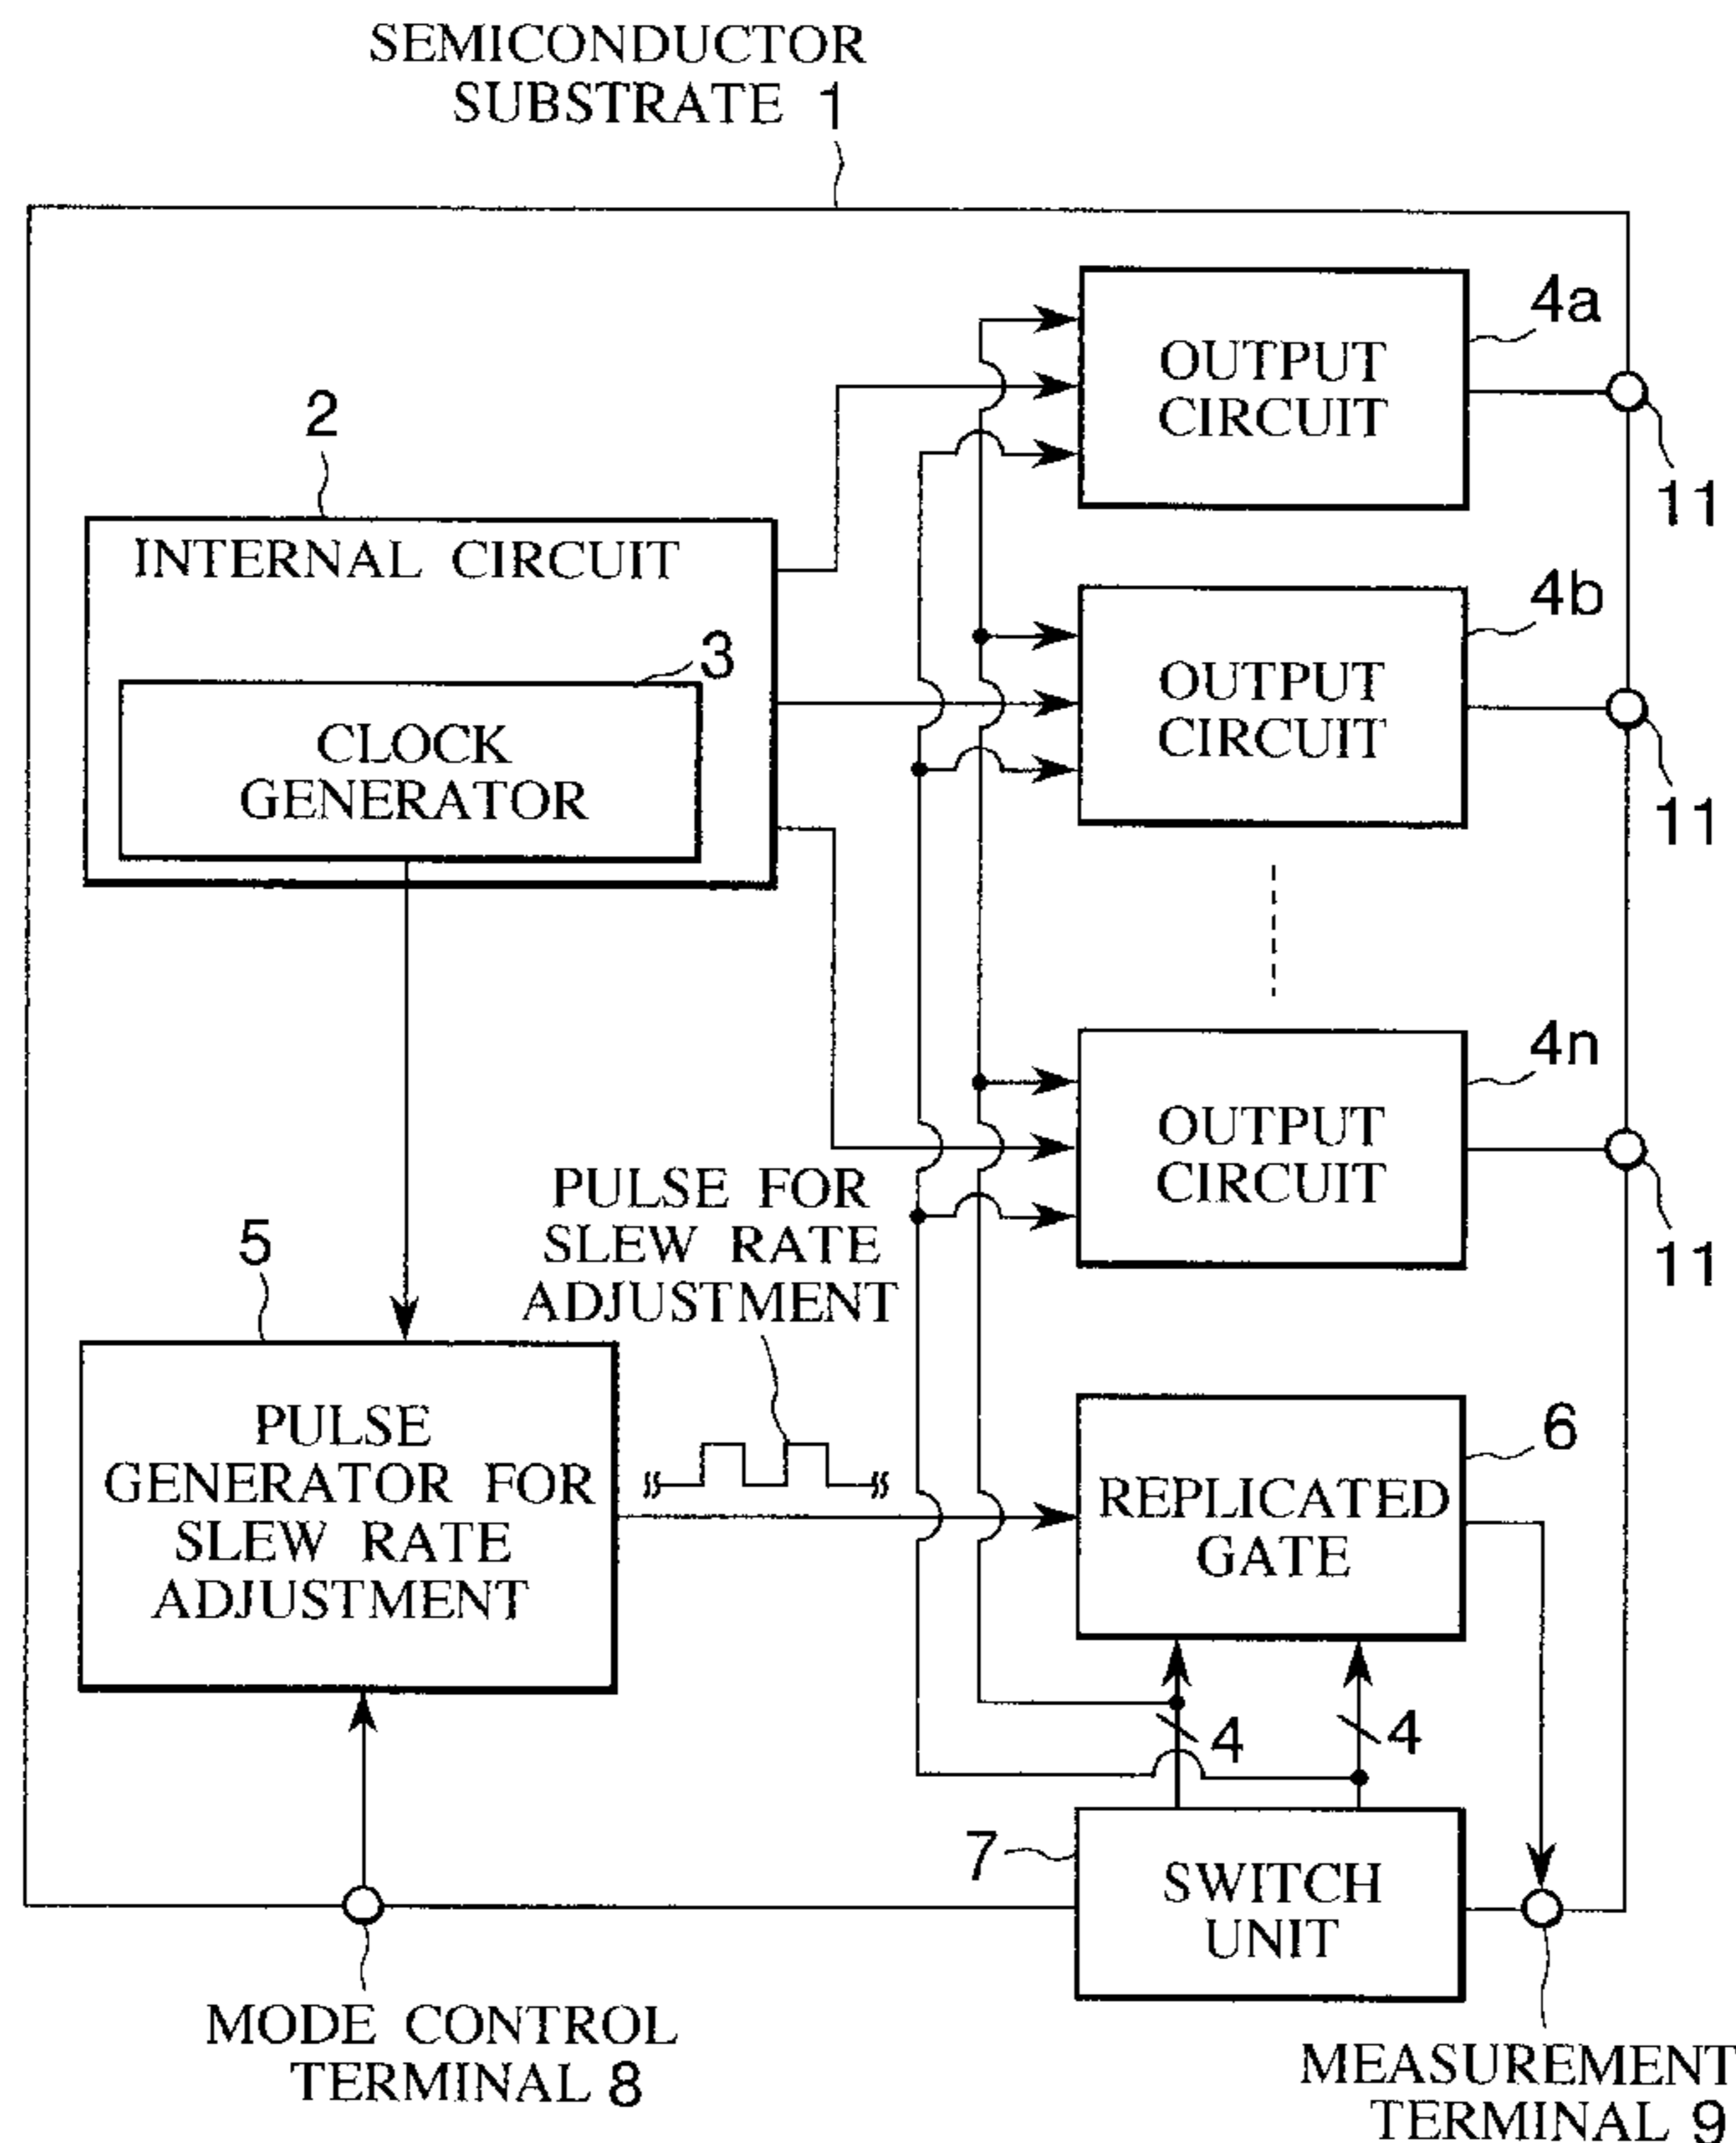 SEMICONDUCTOR
SUBSTRATE 1
4a
OUTPUT
CIRCUIT
11
2
INTERNAL CIRCUIT
3
CLOCK
GENERATOR
4b
OUTPUT
CIRCUIT
11
4n
OUTPUT
CIRCUIT
11
PULSE FOR
SLEW RATE
ADJUSTMENT
5
PULSE
GENERATOR FOR
SLEW RATE
ADJUSTMENT
6
REPLICATED
GATE
4
4
7
SWITCH
UNIT
MODE CONTROL
TERMINAL 8
MEASUREMENT
TERMINAL 9